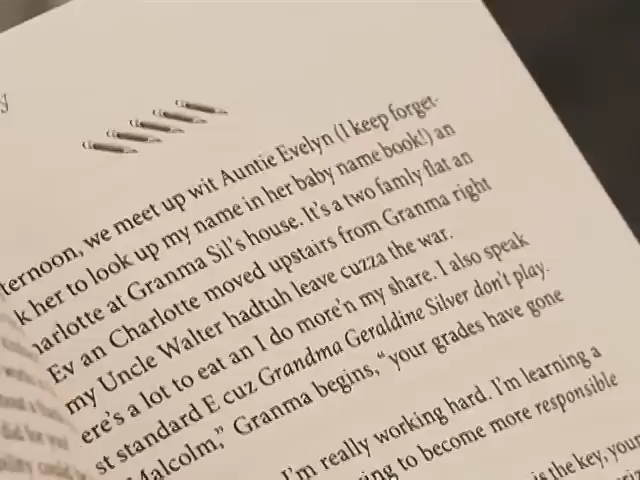 y
ternoon, we meet up wit Auntie Evelyn (I keep forget-
k her to look up my name in her baby name book!) an
harlotte at Granma Sil's house. It's a two famly flat an
Ev an Charlotte moved upstairs from Granma right
my Uncle Walter hadtuh leave cuzza the war.
ere's a lot to eat an I do more'n my share. I also speak
st standard E cuz Grandma Geraldine Silver don't play.
Malcolm," Granma begins, "your grades have gone
I'm really working hard. I'm learning a
ing to become more responsible
is the key, your